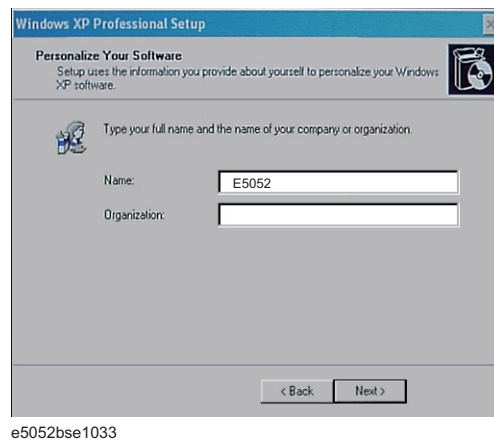 Windows XP Professional Setup
Personalize Your Software
Setup uses the information you provide about yourself to personalize your Windows
XP software.
Type your full name and the name of your company or organization.
Name:
E5052
Organization:
< Back
Next >
e5052bse1033